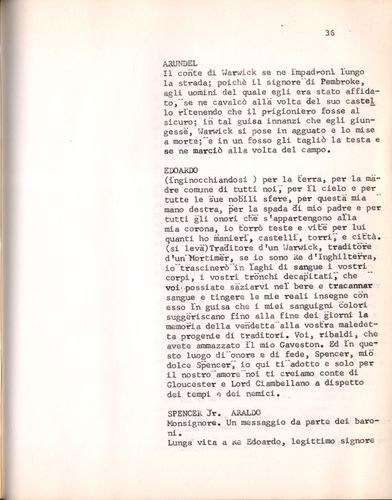 36
ARUNDEL
Il conte di Warwick se ne impadronì lungo
la strada; poichè il signore di Pembroke,
agli uomini del quale egli era stato affida-
to, se ne cavalcò alla volta del suo castel
lo ritenendo che il prigioniero fosse al
sicuro; in tal guisa innanzi che egli giun-
gesse, Warwick si pose in agguato e lo mise
a morte; e in un fosso gli tagliò la testa e
se ne marciò alla volta del campo.
EDOARDO
(inginocchiandosi ) per la terra, per la ma
dre comune di tutti noi, per il cielo e per
tutte le sue nobili sfere, per questa mia
mano destra, per la spada di mio padre e per
tutti gli onori che s'appartengono alla
mia corona, io torrò teste e vite per lui
quanti ho manieri, castelli, torri, e città.
(si leva)Traditore d'un Warwick, traditore
d'un Mortimer, se io sono Re d'Inghilterra,
io trascinerò in laghi di sangue i vostri
corpi, i vostri tronchi decapitati, che
voi possiate saziarvi nel bere e tracannar
sangue e tingere le mie reali insegne con
esso in guisa che i miei sanguigni colori
suggeriscano fino alla fine dei giorni la
memoria della vendetta alla vostra maledet-
ta progenie di traditori. Voi, ribaldi, che
avete ammazzato il mio Gaveston. Ed in que-
sto luogo di onore e di fede, Spencer, mio
dolce Spencer, io qui ti adotto e solo per
il nostro amore noi ti creiamo conte di
Gloucester e Lord Ciambellano a dispetto
dei tempi e dei nemici.
SPENCER Jr. ARALDO
Monsignore. Un messaggio da parte dei baro-
ni.
Lunga vita a Re Edoardo, legittimo signore